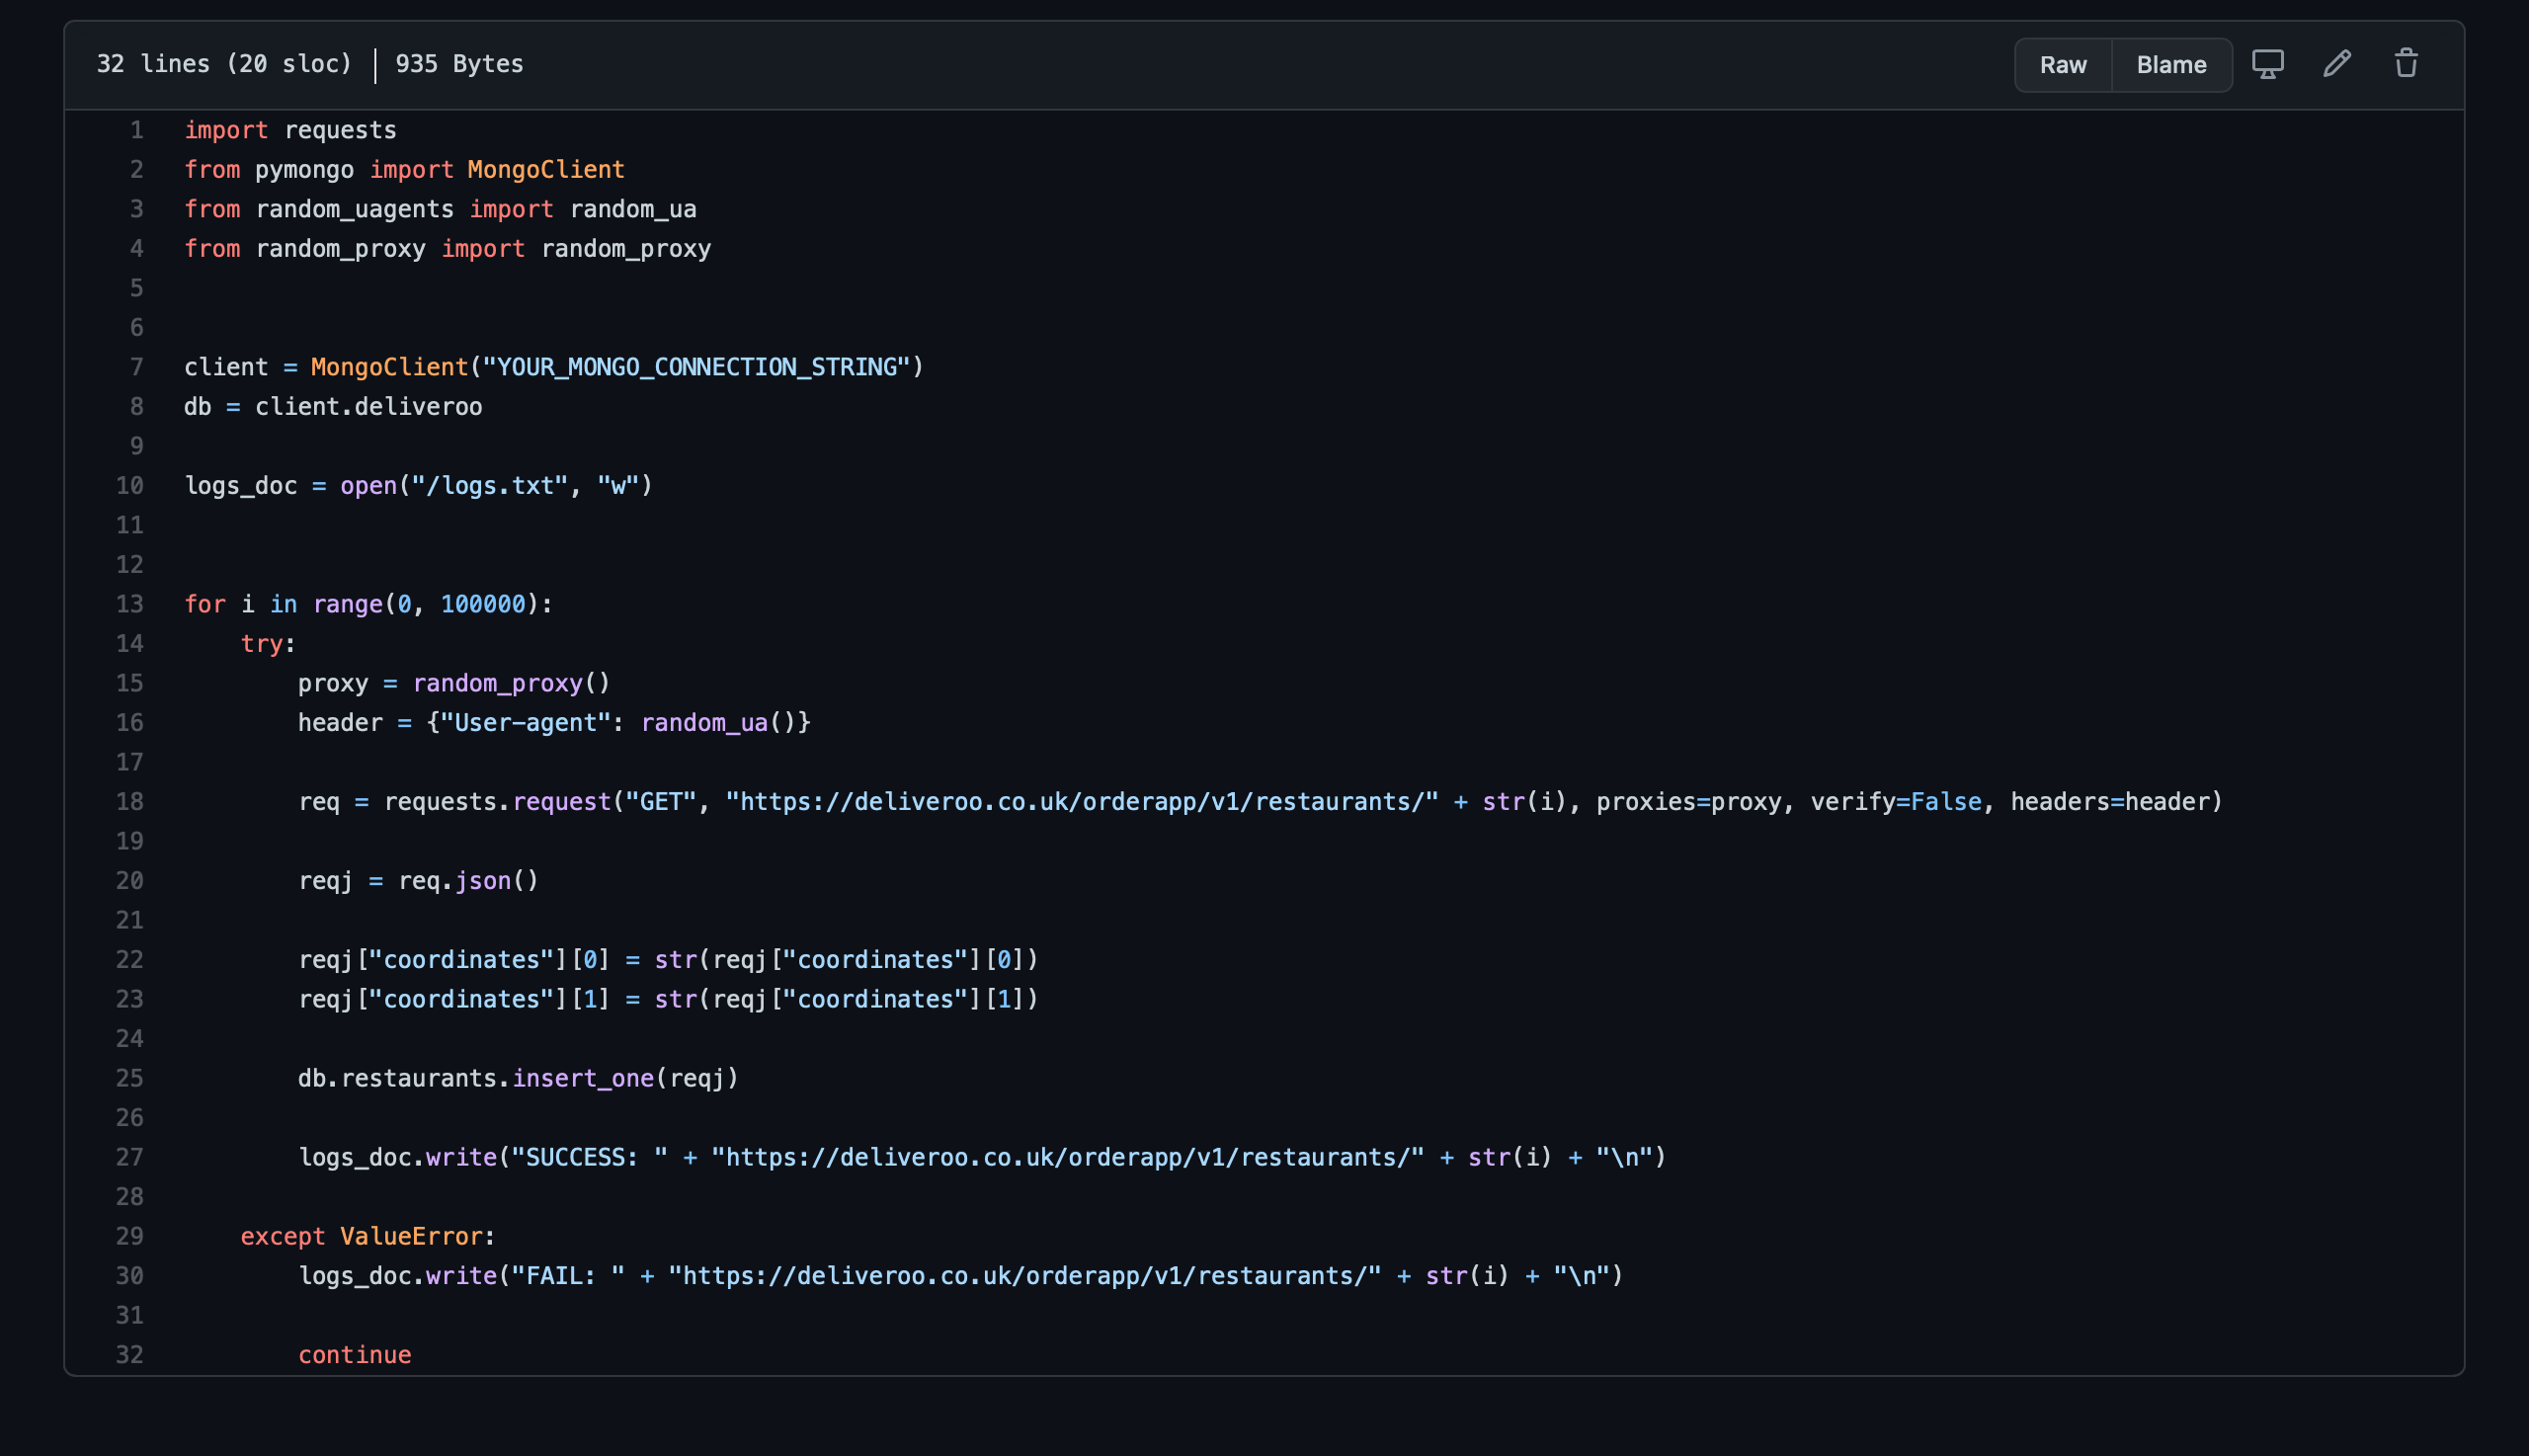 32 lines (20 sloc) | 935 Bytes Raw Blame
1 import requests
2 from pymongo import MongoClient
3 from random_uagents import random_ua
4 from random_proxy import random_proxy
5
6
7 client = MongoClient("YOUR_MONGO_CONNECTION_STRING")
8 db = client.deliveroo
9
10 logs_doc = open("/logs.txt", "w")
11
12
13 for i in range(0, 100000):
14     try:
15         proxy = random_proxy()
16         header = {"User-agent": random_ua()}
17
18         req = requests.request("GET", "https://deliveroo.co.uk/orderapp/v1/restaurants/" + str(i), proxies=proxy, verify=False, headers=header)
19
20         reqj = req.json()
21
22         reqj["coordinates"][0] = str(reqj["coordinates"][0])
23         reqj["coordinates"][1] = str(reqj["coordinates"][1])
24
25         db.restaurants.insert_one(reqj)
26
27         logs_doc.write("SUCCESS: " + "https://deliveroo.co.uk/orderapp/v1/restaurants/" + str(i) + "\n")
28
29     except ValueError:
30         logs_doc.write("FAIL: " + "https://deliveroo.co.uk/orderapp/v1/restaurants/" + str(i) + "\n")
31
32         continue